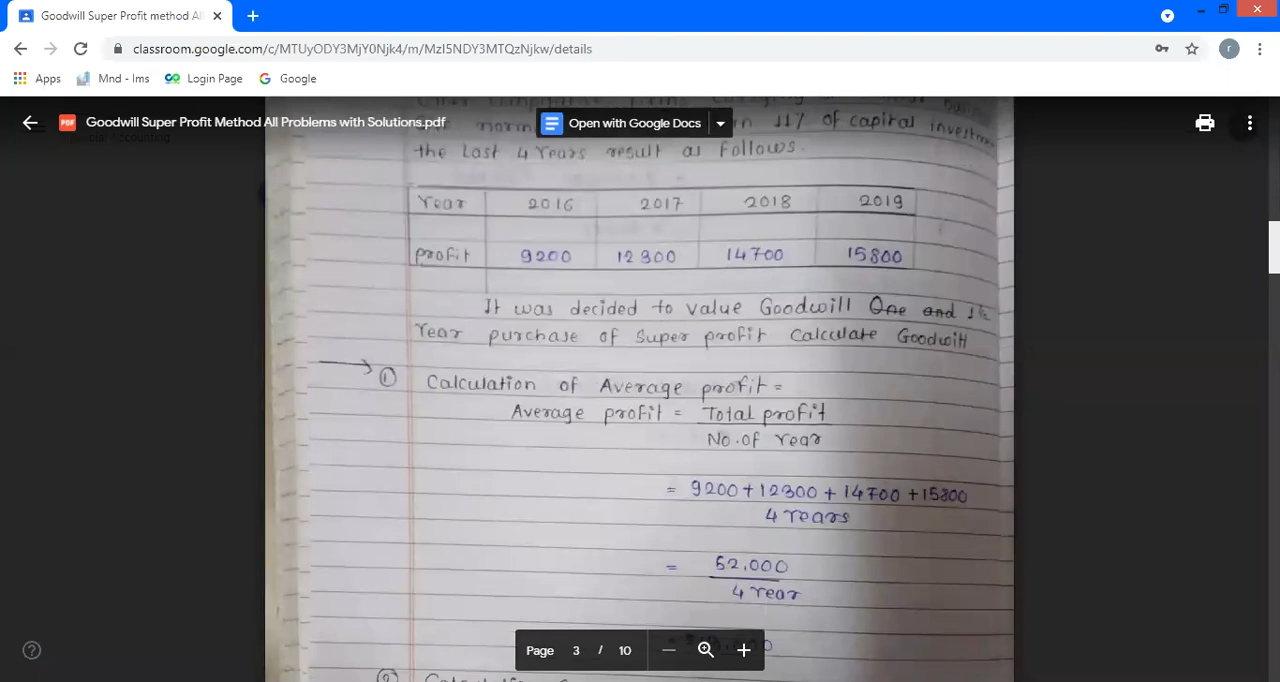 Goodwill Super Profit method All
classroom.google.com/c/MTUyODY3MjY0Njk4/m/MzI5NDY3MTQzNjkw/details
r
Apps Mnd - Ims Login Page Google
Goodwill Super Profit Method All Problems with Solutions.pdf
PDF
Open with Google Docs
11% of capital
the Last 4 Years result as follows.
Year 2016 2017 2018 2019
profit 9200 12300 14700 15800
It was decided to value Goodwill One and
Year purchase of Super profit Calculate Goodwill
① Calculation of Average profit =
Average profit = Total profit
No. of Year
= 9200 + 12300 + 14700 + 15800
4 Years
= 52,000
4 Year
Page 3 / 10